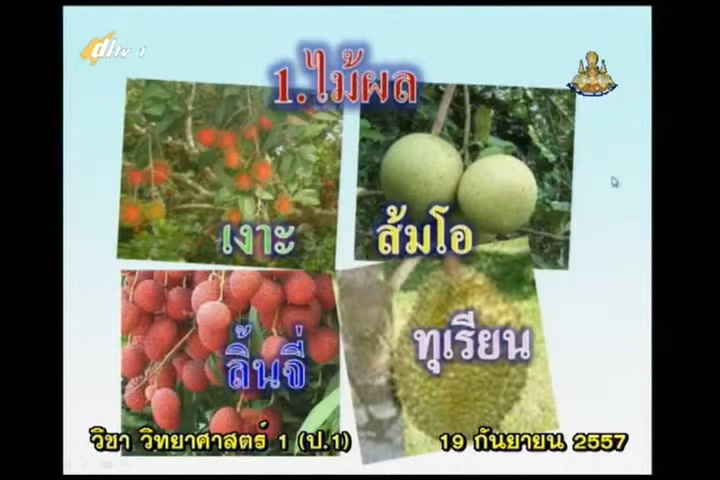 dltv 1
1.ไม้ผล
เงาะ
ส้มโอ
ลิ้นจี่
ทุเรียน
วิชา วิทยาศาสตร์ 1 (ป.1)
19 กันยายน 2557